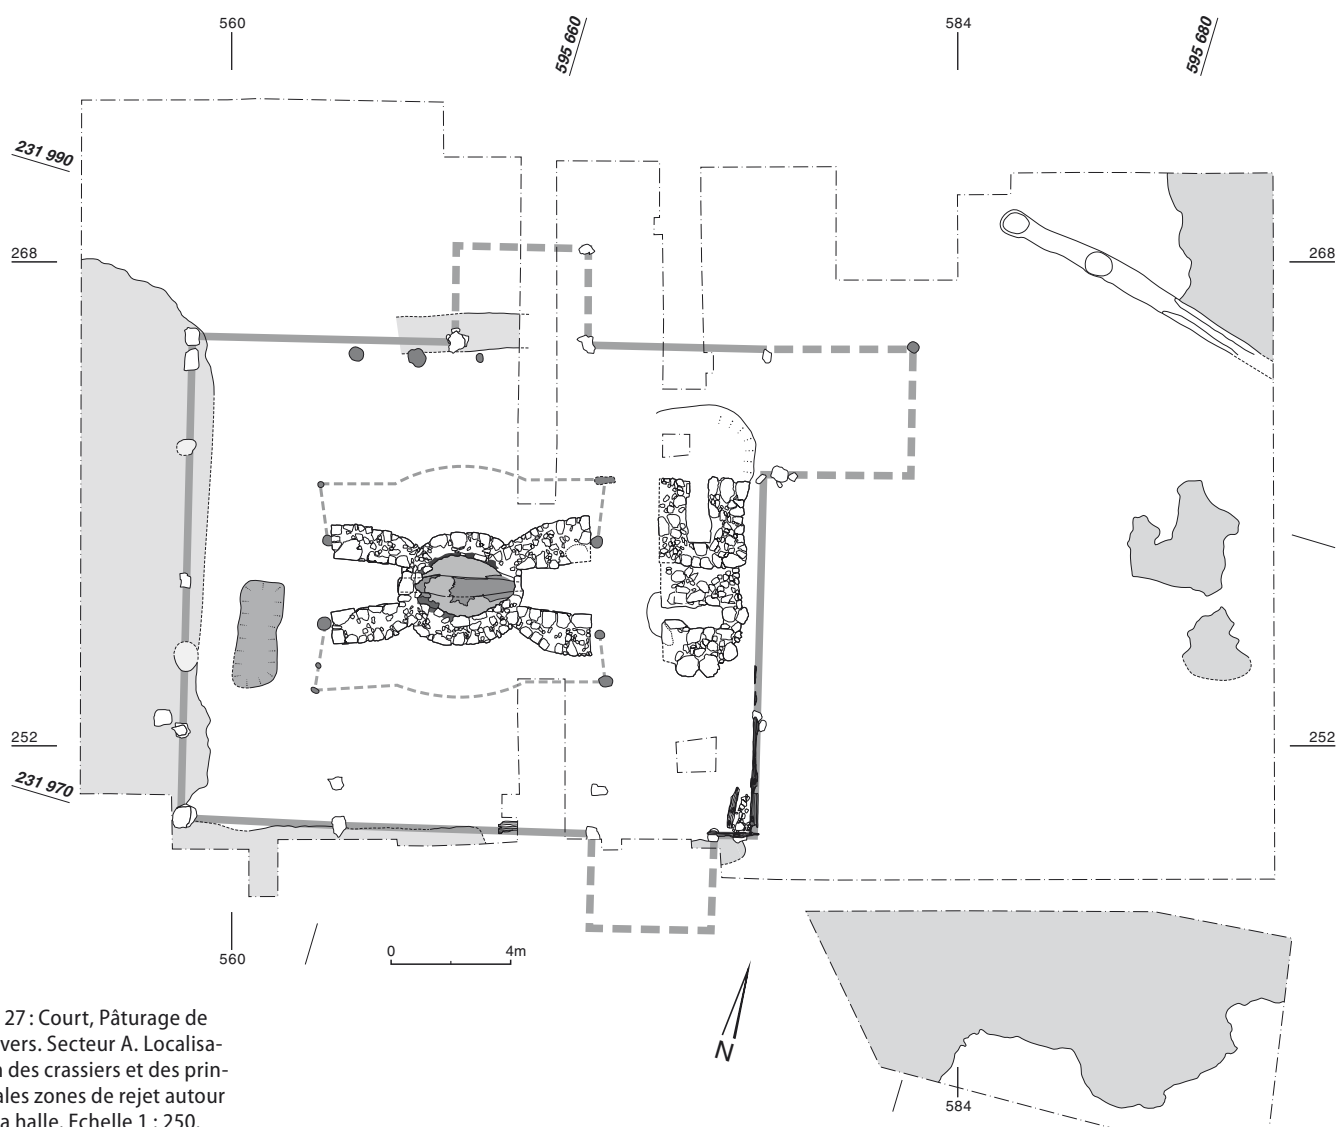 560
595 660
584
595 680
231 990
268
268
252
252
231 970
560
0 4m
N
584
27 : Court, Pâturage de
vers. Secteur A. Localisa-
des crassiers et des prin-
zones de rejet autour
halle. Echelle 1 : 250.